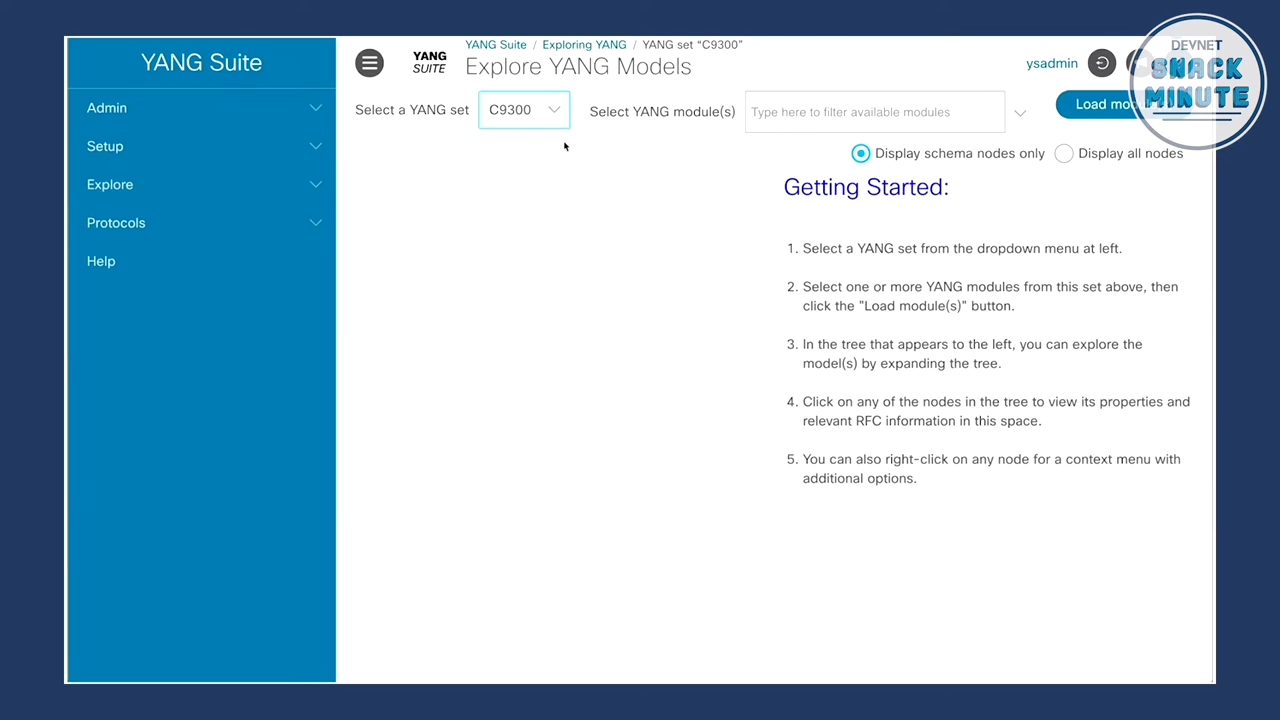 YANG Suite
Admin
Setup
Explore
Protocols
Help
YANG SUITE
YANG Suite / Exploring YANG / YANG set “C9300”
Explore YANG Models
ysadmin
DEVNET
SNACK
MINUTE
Select a YANG set C9300 Select YANG module(s) Type here to filter available modules Load
Display schema nodes only Display all nodes
Getting Started:
1. Select a YANG set from the dropdown menu at left.
2. Select one or more YANG modules from this set above, then
click the "Load module(s)" button.
3. In the tree that appears to the left, you can explore the
model(s) by expanding the tree.
4. Click on any of the nodes in the tree to view its properties and
relevant RFC information in this space.
5. You can also right-click on any node for a context menu with
additional options.